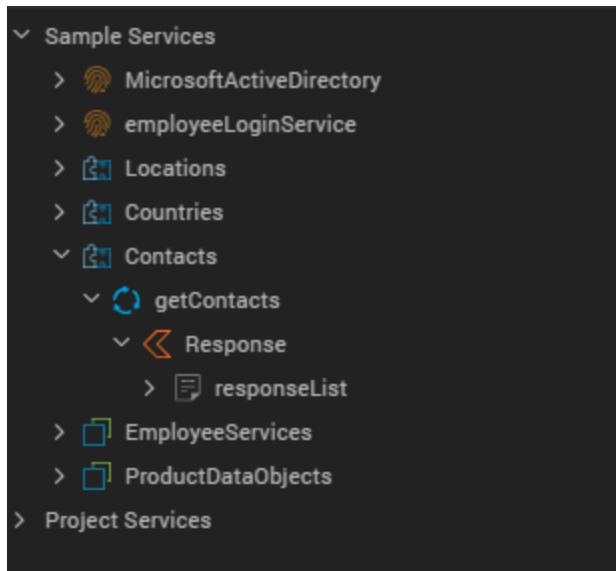 Sample Services
MicrosoftActiveDirectory
employeeLoginService
Locations
Countries
Contacts
getContacts
Response
responseList
EmployeeServices
ProductDataObjects
Project Services